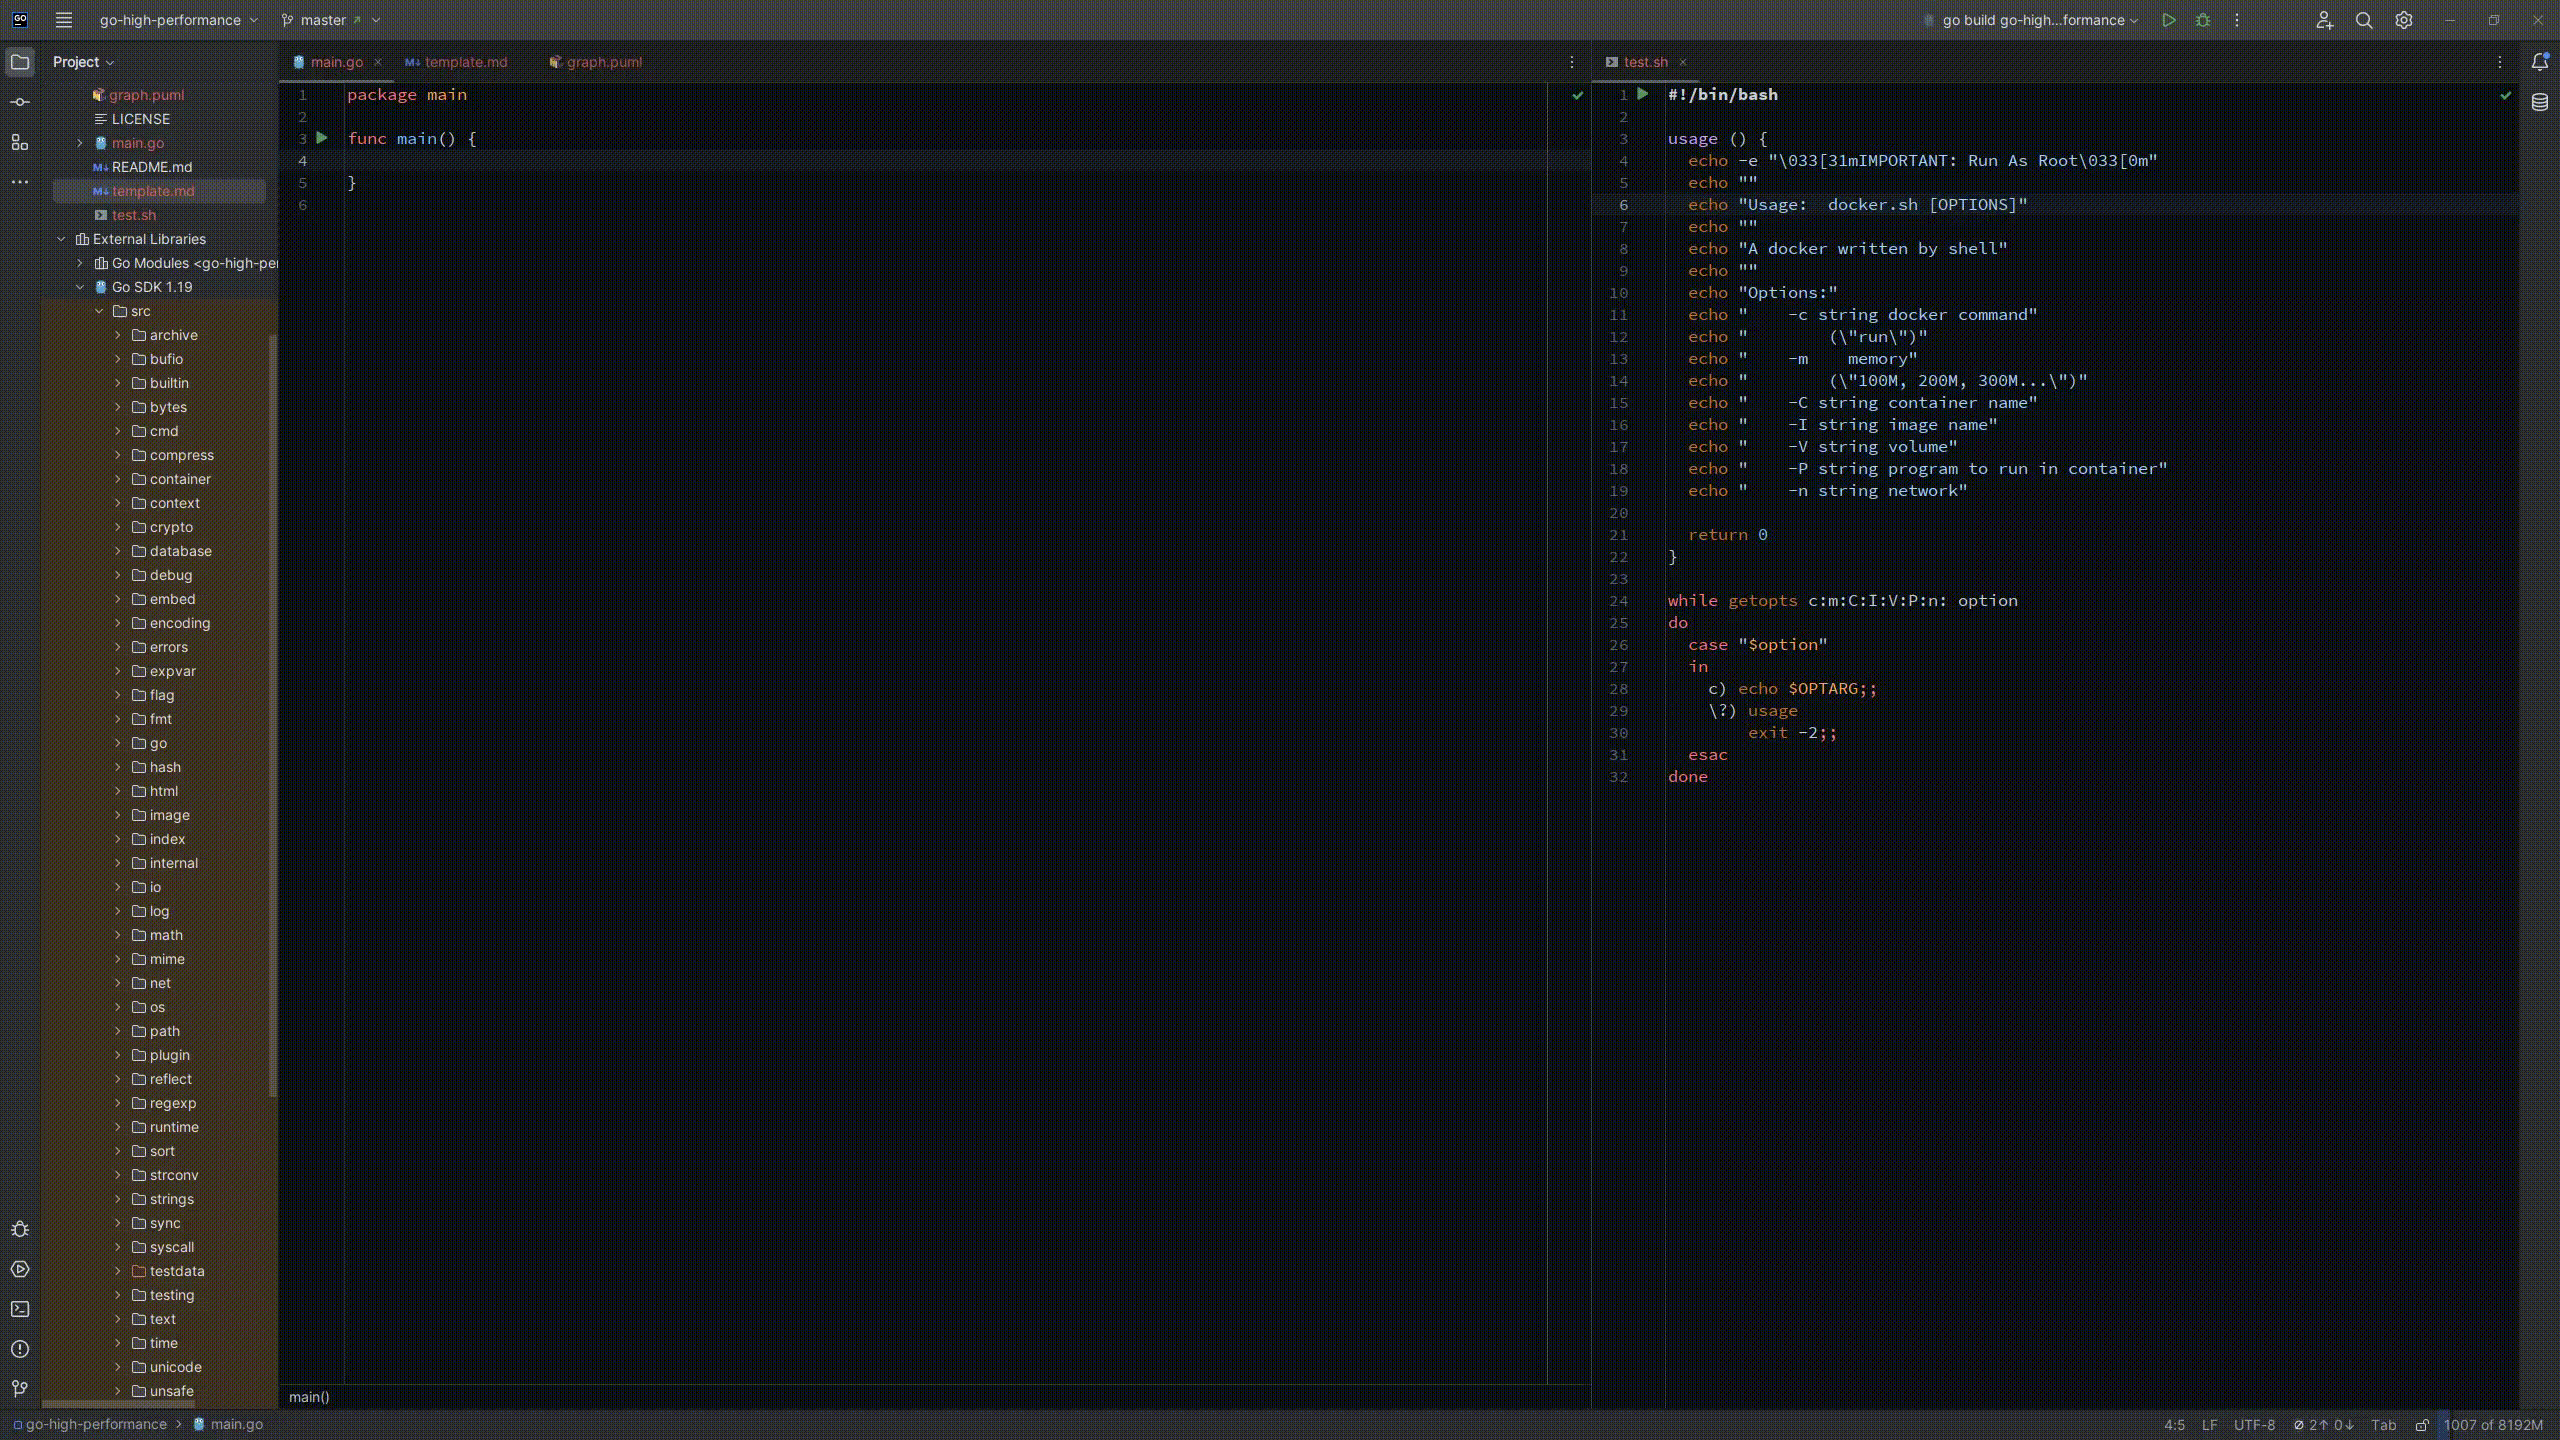 GO go-high-performance master go build go-high...formance
Project
graph.puml
LICENSE
main.go
README.md
template.md
test.sh
External Libraries
Go Modules <go-high-per
Go SDK 1.19
src
archive
bufio
builtin
bytes
cmd
compress
container
context
crypto
database
debug
embed
encoding
errors
expvar
flag
fmt
go
hash
html
image
index
internal
io
log
math
mime
net
os
path
plugin
reflect
regexp
runtime
sort
strconv
strings
sync
syscall
testdata
testing
text
time
unicode
unsafe
main.go template.md graph.puml
1 package main
2
3 func main() {
4
5 }
6
main()
test.sh
1 #!/bin/bash
2
3 usage () {
4   echo -e "\033[31mIMPORTANT: Run As Root\033[0m"
5   echo ""
6   echo "Usage:  docker.sh [OPTIONS]"
7   echo ""
8   echo "A docker written by shell"
9   echo ""
10   echo "Options:"
11   echo "    -c string docker command"
12   echo "        (\"run\")"
13   echo "    -m    memory"
14   echo "        (\"100M, 200M, 300M...\")"
15   echo "    -C string container name"
16   echo "    -I string image name"
17   echo "    -V string volume"
18   echo "    -P string program to run in container"
19   echo "    -n string network"
20
21   return 0
22 }
23
24 while getopts c:m:C:I:V:P:n: option
25 do
26   case "$option"
27   in
28     c) echo $OPTARG;;
29     \?) usage
30         exit -2;;
31   esac
32 done
go-high-performance > main.go 4:5 LF UTF-8 2↑ 0↓ Tab 1007 of 8192M